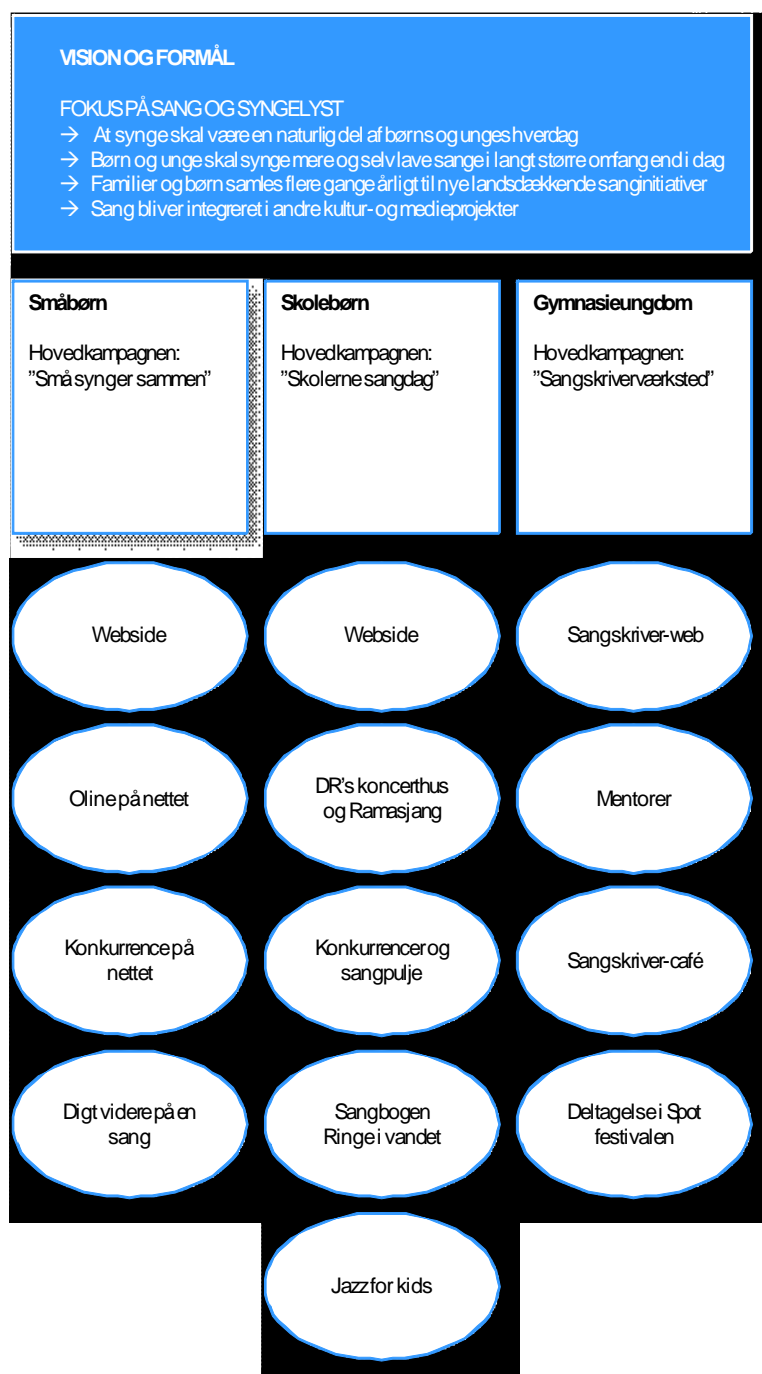 VISION OG FORMÅL
FOKUS PÅ SANG OG SYNGELYST
→ At synge skal være en naturlig del af børns og unges hverdag
→ Børn og unge skal synge mere og selv lave sange i langt større omfang end i dag
→ Familier og børn samles flere gange årligt til nye landsdækkende sanginitiativer
→ Sang bliver integreret i andre kultur- og medieprojekter
Småbørn
Hovedkampagnen:
”Små synger sammen”
Skolebørn
Hovedkampagnen:
”Skolerne sangdag”
Gymnasieungdom
Hovedkampagnen:
”Sangskriverværksted”
Webside
Webside
Sangskriver-web
Oline på nettet
DR’s koncerthus
og Ramasjang
Mentorer
Konkurrence på
nettet
Konkurrencer og
sangpulje
Sangskriver-café
Digt videre på en
sang
Sangbogen
Ringe i vandet
Deltagelse i Spot
festivalen
Jazz for kids